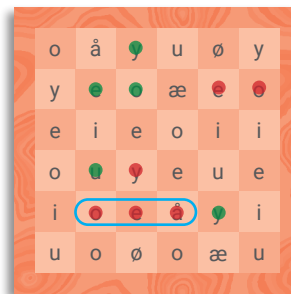 o å y u ø y
y e o æ e o
e i e o i i
o u y e u e
i o e å y i
u o ø o æ u